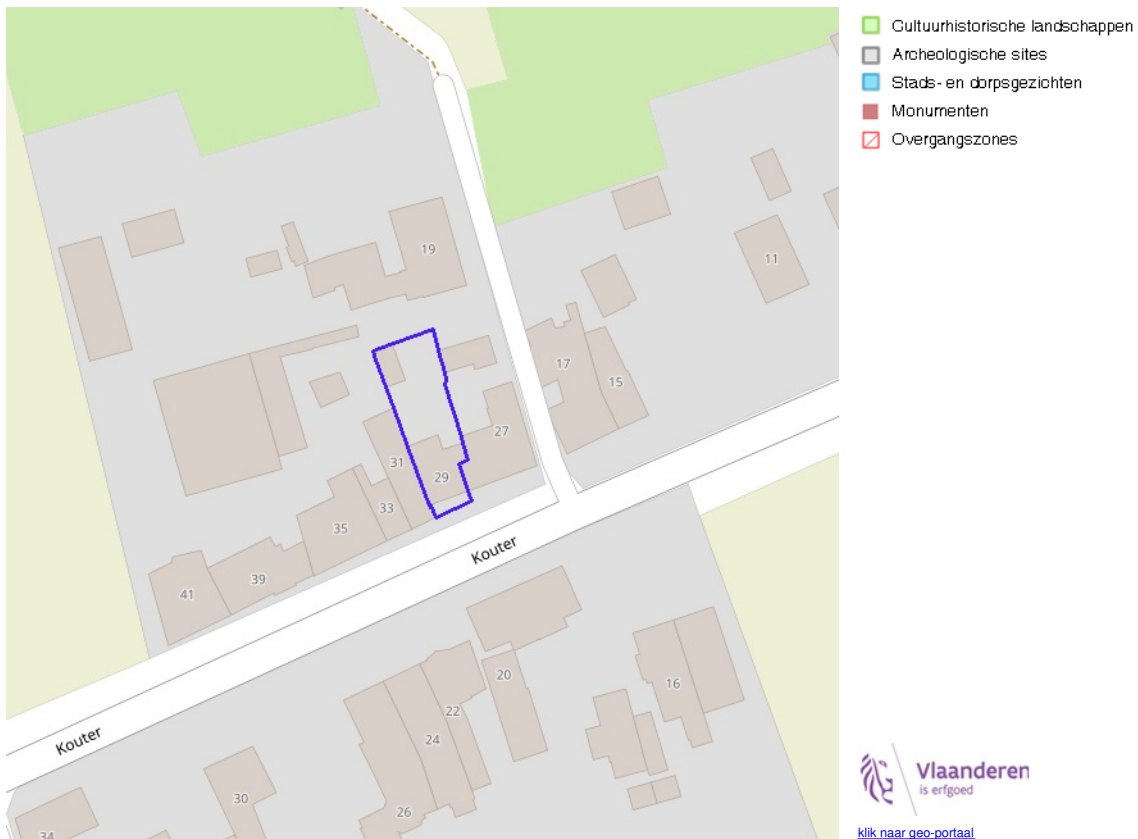 Cultuurhistorische landschappen
Archeologische sites
Stads- en dorpsgezichten
Monumenten
Overgangszones
19
11
17
15
27
31
29
33
35
39
41
Kouter
Kouter
20
16
22
24
26
30
34
Vlaanderen
is erfgoed
klik naar geo-portaal